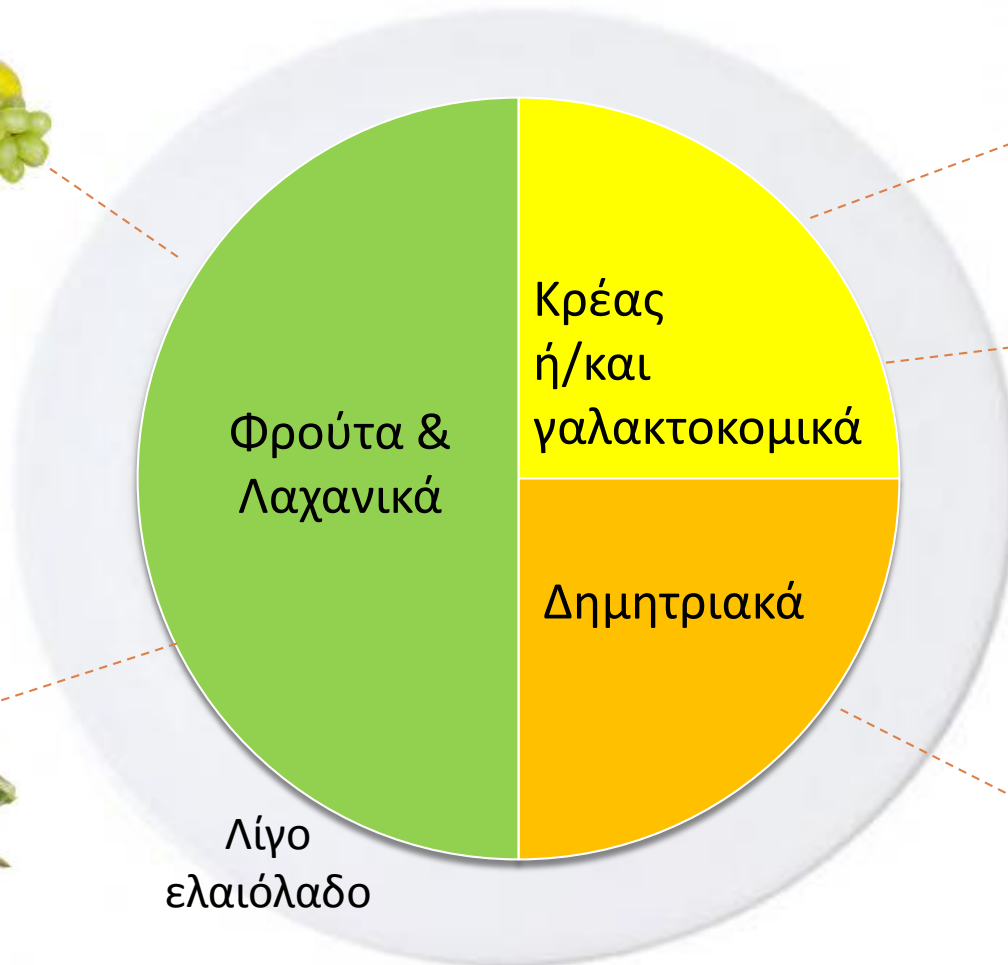 Κρέας
ή/και
γαλακτοκομικά
Φρούτα &
Λαχανικά
Δημητριακά
Λίγο
ελαιόλαδο